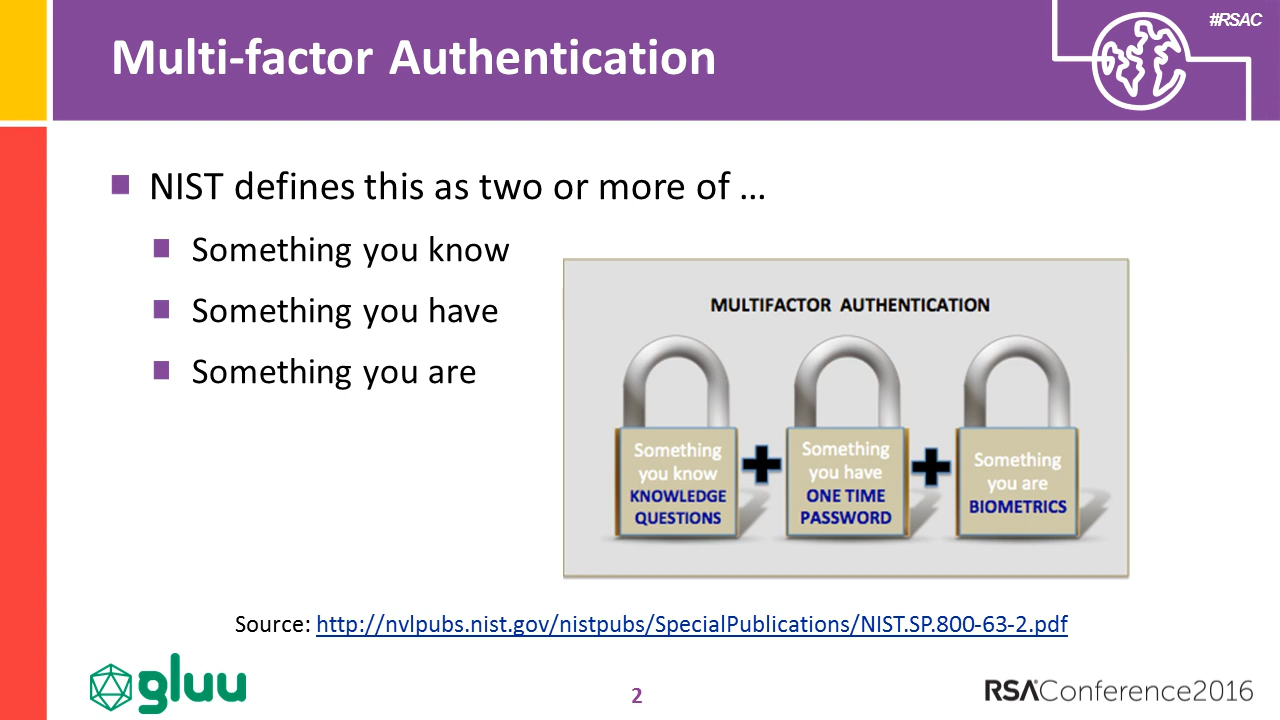 #RSAC
Multi-factor Authentication
NIST defines this as two or more of …
Something you know
Something you have
Something you are
MULTIFACTOR AUTHENTICATION
Something
you know
KNOWLEDGE
QUESTIONS
Something
you have
ONE TIME
PASSWORD
Something
you are
BIOMETRICS
Source: http://nvlpubs.nist.gov/nistpubs/SpecialPublications/NIST.SP.800-63-2.pdf
gluu
2
RSA Conference2016